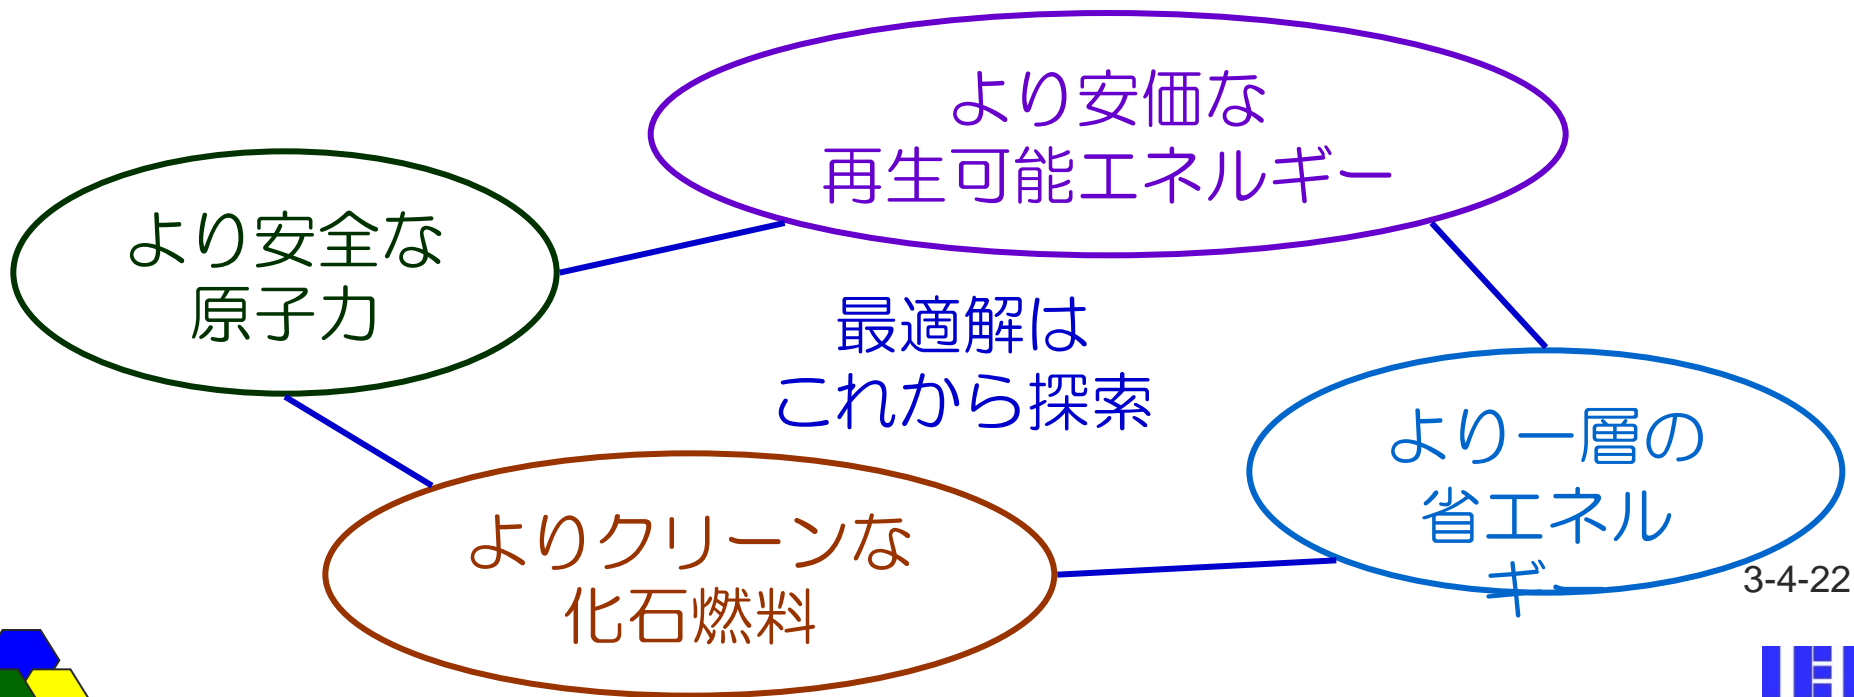 より安価な
再生可能エネルギー
より安全な
原子力
最適解は
これから探索
より一層の
省エネル
ギー
よりクリーンな
化石燃料
3-4-22